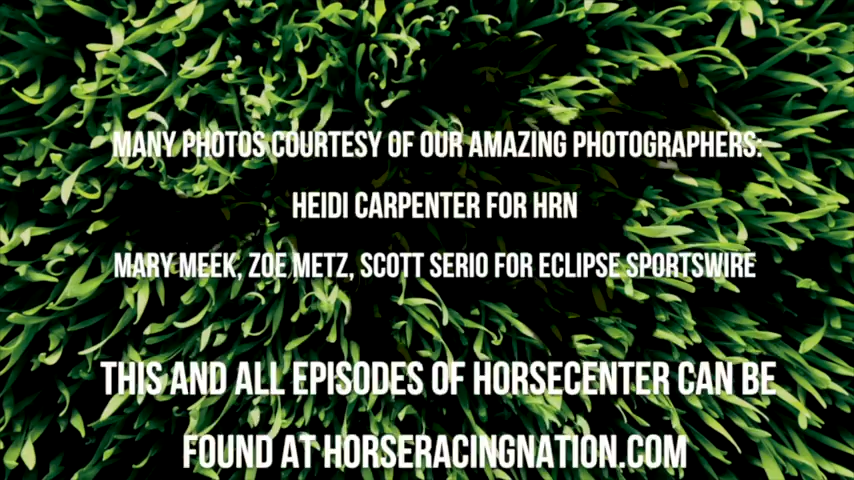 MANY PHOTOS COURTESY OF OUR AMAZING PHOTOGRAPHERS:
HEIDI CARPENTER FOR HRN
MARY MEEK, ZOE METZ, SCOTT SERIO FOR ECLIPSE SPORTSWIRE
THIS AND ALL EPISODES OF HORSECENTER CAN BE
FOUND AT HORSERACINGNATION.COM